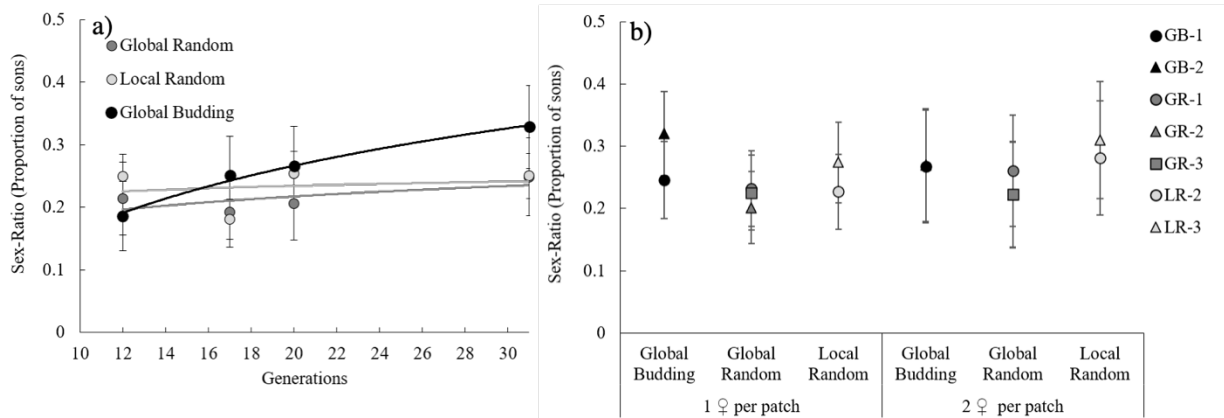 a)
Sex-Ratio (Proportion of sons)
0.5
0.4
0.3
0.2
0.1
0
Global Random
Local Random
Global Budding
10 12 14 16 18 20 22 24 26 28 30
Generations
b)
Sex-Ratio (Proportion of sons)
0.5
0.4
0.3
0.2
0.1
0
Global Global Local Global Global Local
Budding Random Random Budding Random Random
1 ♀ per patch 2 ♀ per patch
GB-1
GB-2
GR-1
GR-2
GR-3
LR-2
LR-3